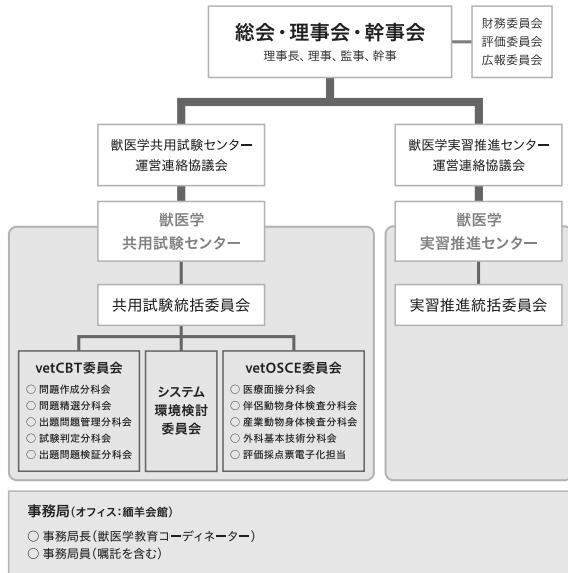 総会・理事会・幹事会
理事長、理事、監事、幹事
財務委員会
評価委員会
広報委員会
獣医学共用試験センター
運営連絡協議会
獣医学実習推進センター
運営連絡協議会
獣医学
共用試験センター
獣医学
実習推進センター
共用試験統括委員会
実習推進統括委員会
vetCBT委員会
○ 問題作成分科会
○ 問題精選分科会
○ 出題問題管理分科会
○ 試験判定分科会
○ 出題問題検証分科会
システム
環境検討
委員会
vetOSCE委員会
○ 医療面接分科会
○ 伴侶動物身体検査分科会
○ 産業動物身体検査分科会
○ 外科基本技術分科会
○ 評価採点票電子化担当
事務局(オフィス:緬羊会館)
○ 事務局長(獣医学教育コーディネーター)
○ 事務局員(嘱託を含む)